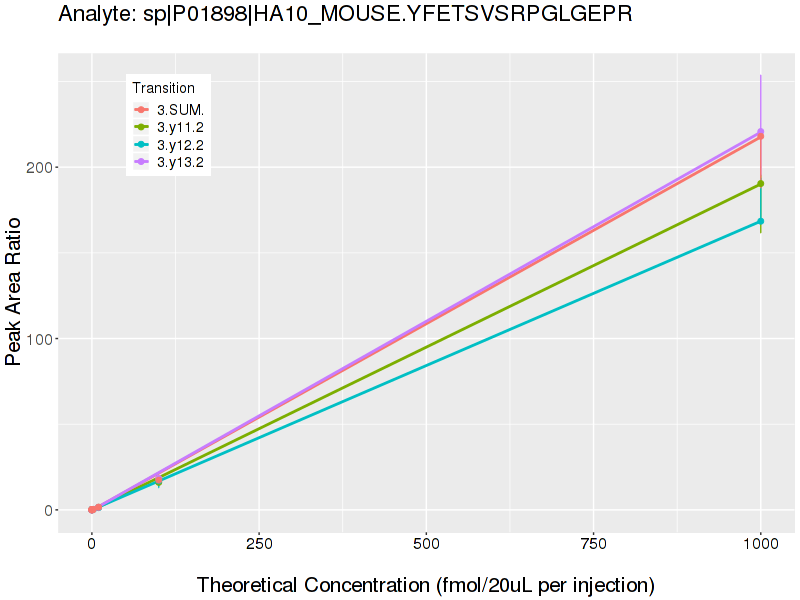 Analyte: sp|P01898|HA10_MOUSE.YFETSVSRPGLGEPR
Transition
3.SUM.
3.y11.2
3.y12.2
3.y13.2
Peak Area Ratio
200
100
0
0 250 500 750 1000
Theoretical Concentration (fmol/20uL per injection)